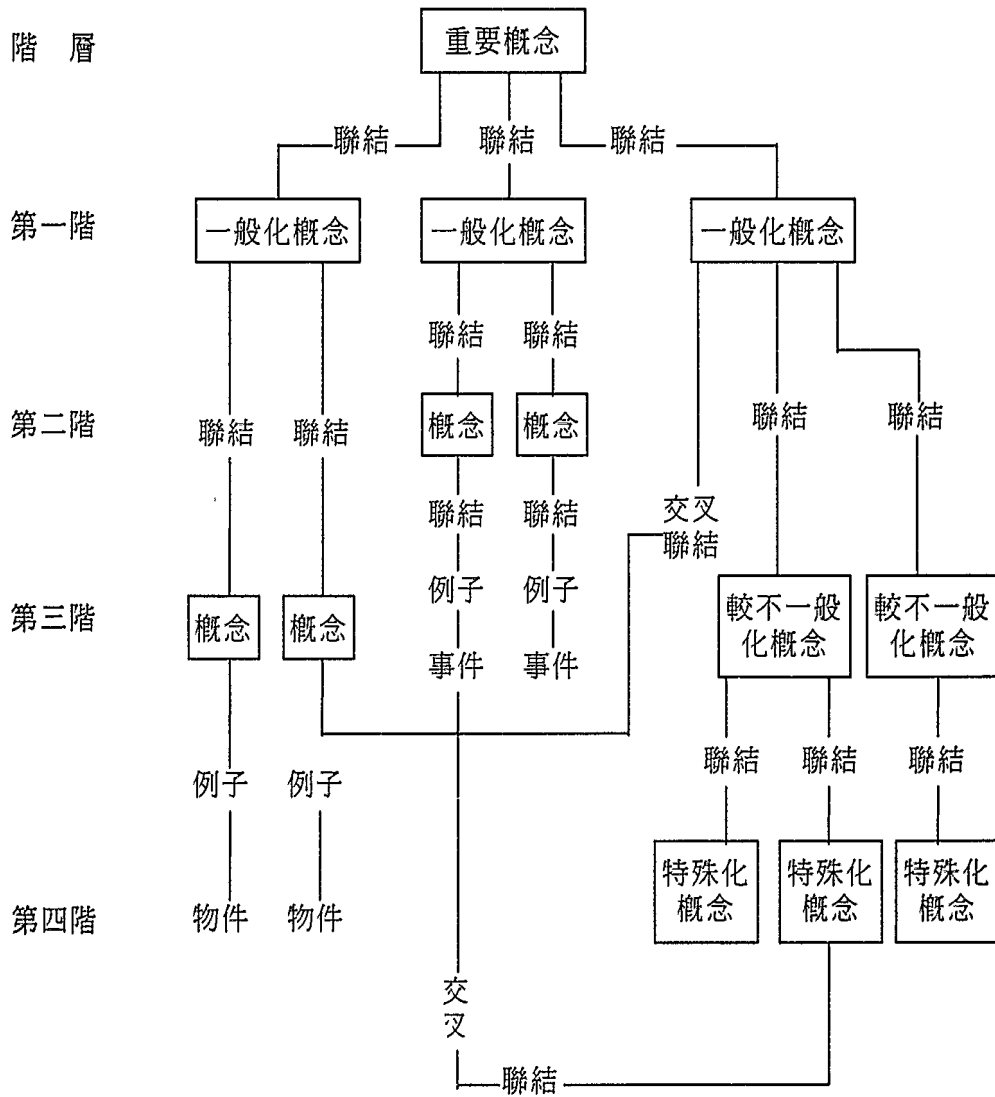 階 層
重要概念
聯結 聯結 聯結
第一階
一般化概念 一般化概念 一般化概念
聯結 聯結
第二階
聯結 聯結
概念 概念
聯結 聯結
聯結 聯結
交叉
聯結
例子 例子
第三階
概念 概念
較不一般
化概念
較不一般
化概念
事件 事件
聯結 聯結 聯結
例子 例子
第四階
物件 物件
特殊化
概念
特殊化
概念
特殊化
概念
交
叉
聯結